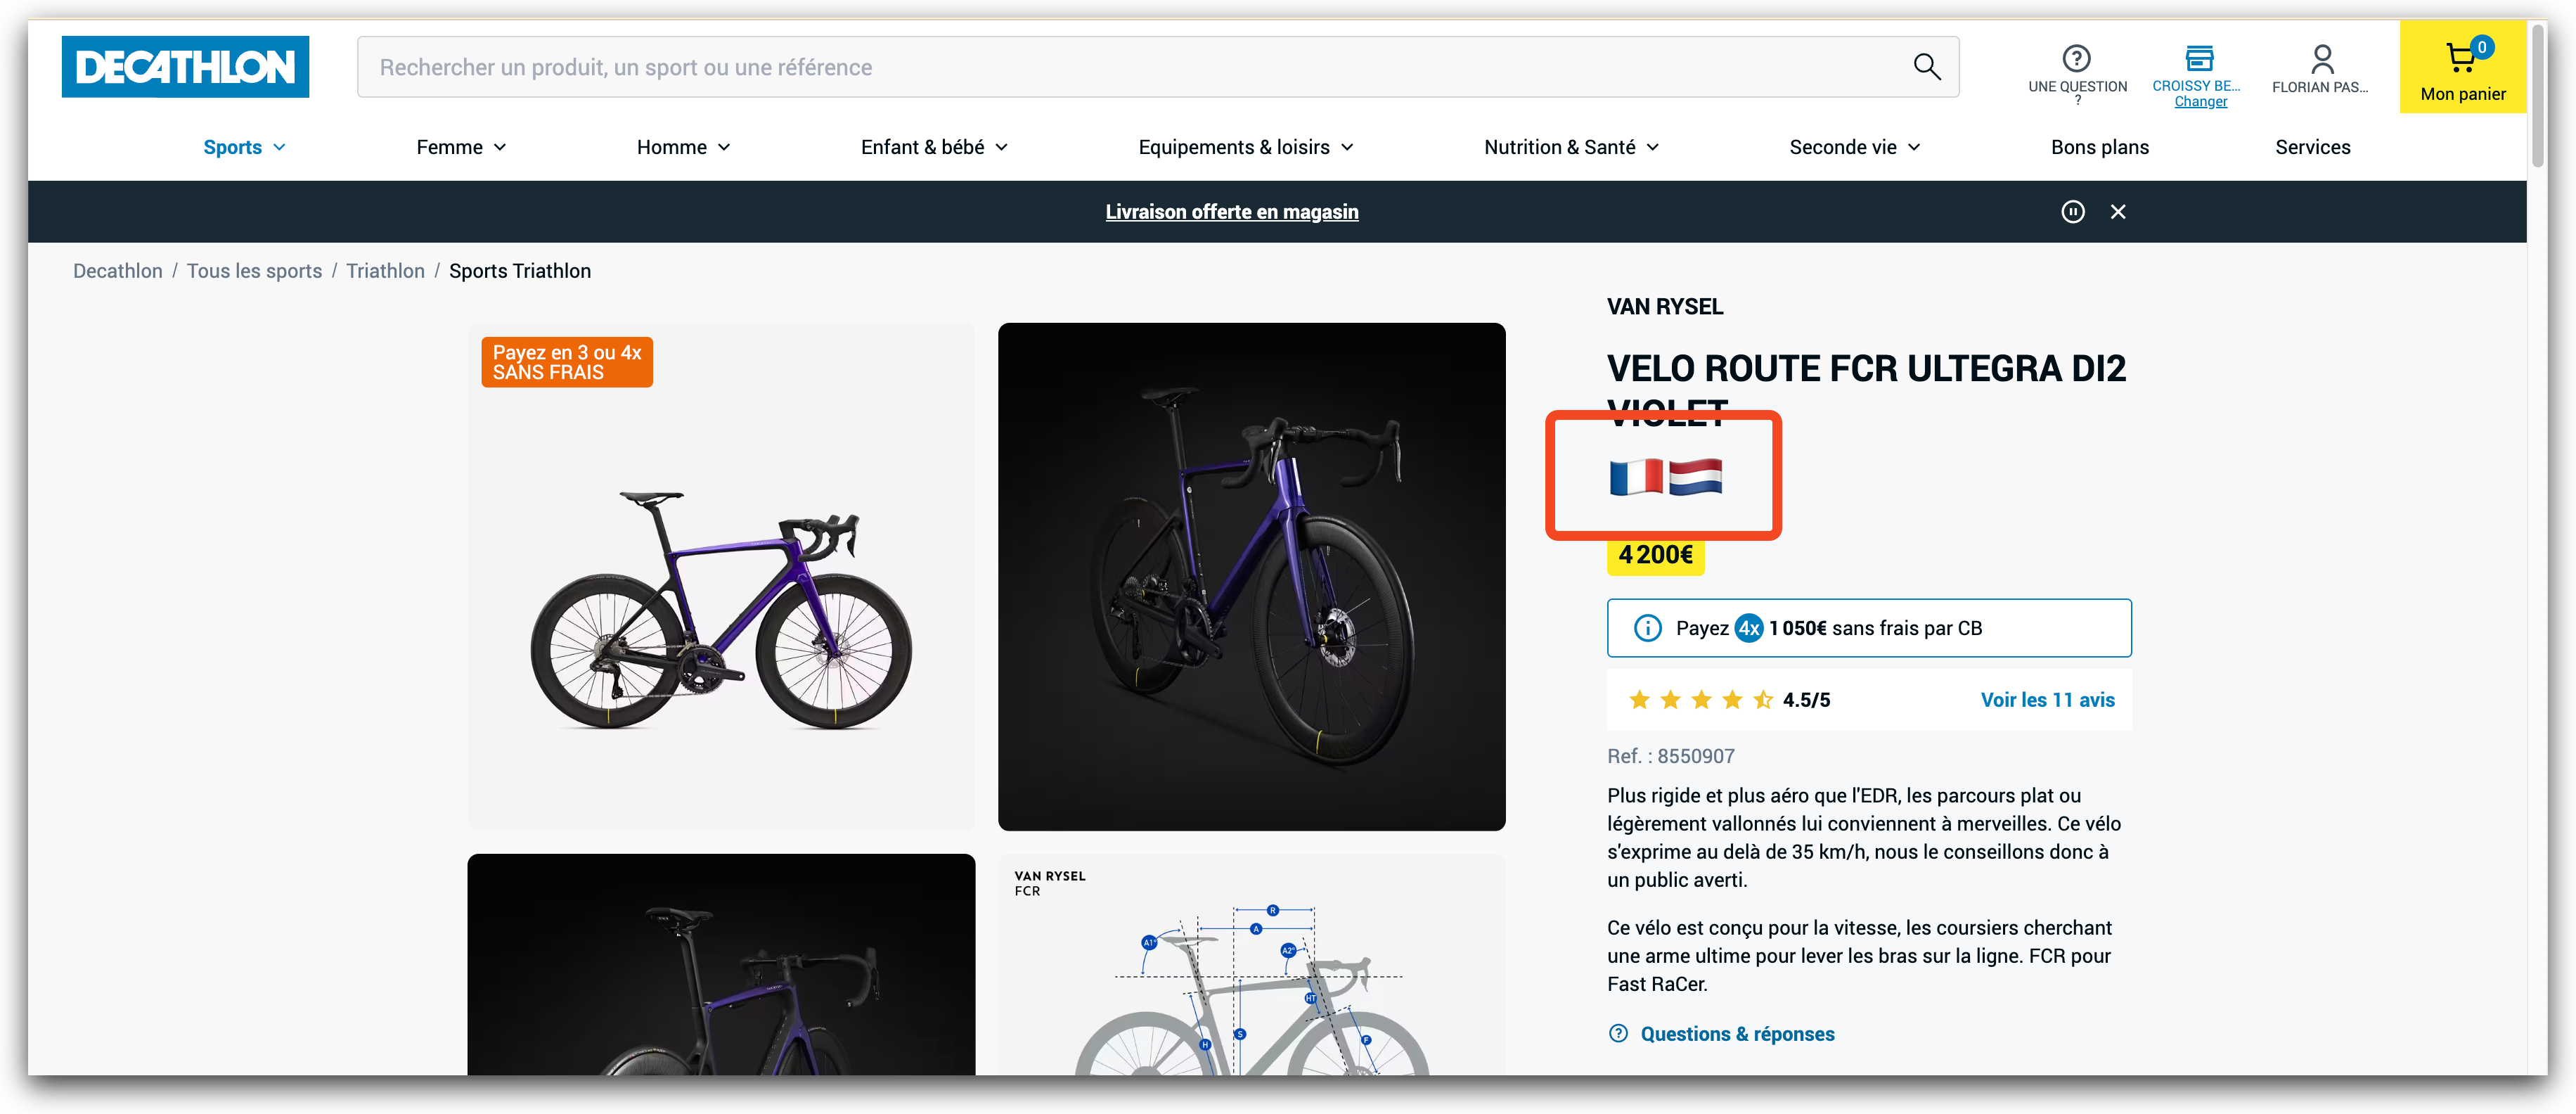 DECATHLON
Rechercher un produit, un sport ou une référence
UNE QUESTION
?
CROISSY BE...
Changer
FLORIAN PAS...
0
Mon panier
Sports
Femme
Homme
Enfant & bébé
Equipements & loisirs
Nutrition & Santé
Seconde vie
Bons plans
Services
Livraison offerte en magasin
Decathlon / Tous les sports / Triathlon / Sports Triathlon
Payez en 3 ou 4x
SANS FRAIS
VAN RYSEL
FCR
R
A
A1°
A2°
HT
S
H
F
VAN RYSEL
VELO ROUTE FCR ULTEGRA DI2
VIOLET
4 200€
Payez 4x 1 050€ sans frais par CB
4.5/5
Voir les 11 avis
Ref. : 8550907
Plus rigide et plus aéro que l'EDR, les parcours plat ou
légèrement vallonnés lui conviennent à merveilles. Ce vélo
s'exprime au delà de 35 km/h, nous le conseillons donc à
un public averti.
Ce vélo est conçu pour la vitesse, les coursiers cherchant
une arme ultime pour lever les bras sur la ligne. FCR pour
Fast RaCer.
Questions & réponses